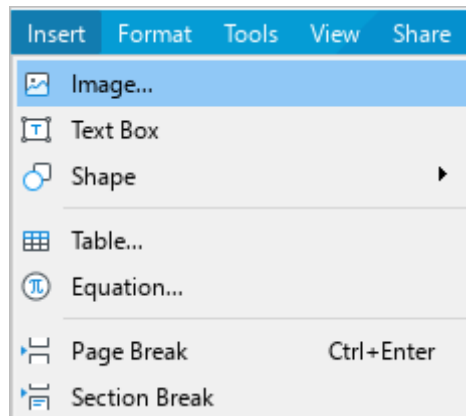 Insert Format Tools View Share
Image...
Text Box
Shape
Table...
Equation...
Page Break Ctrl+Enter
Section Break